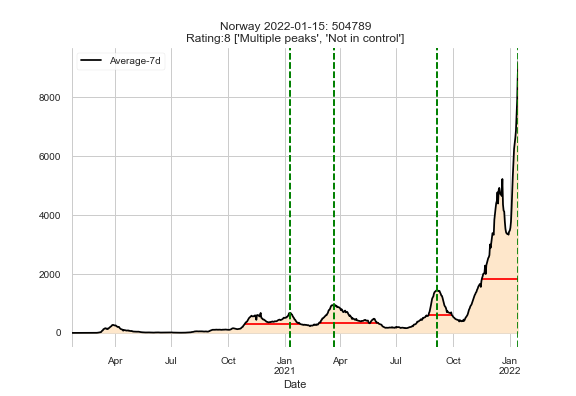 Norway 2022-01-15: 504789
Rating:8 ['Multiple peaks', 'Not in control']
Average-7d
8000
6000
4000
2000
0
Apr Jul Oct Jan Apr Jul Oct Jan
2021 2022
Date